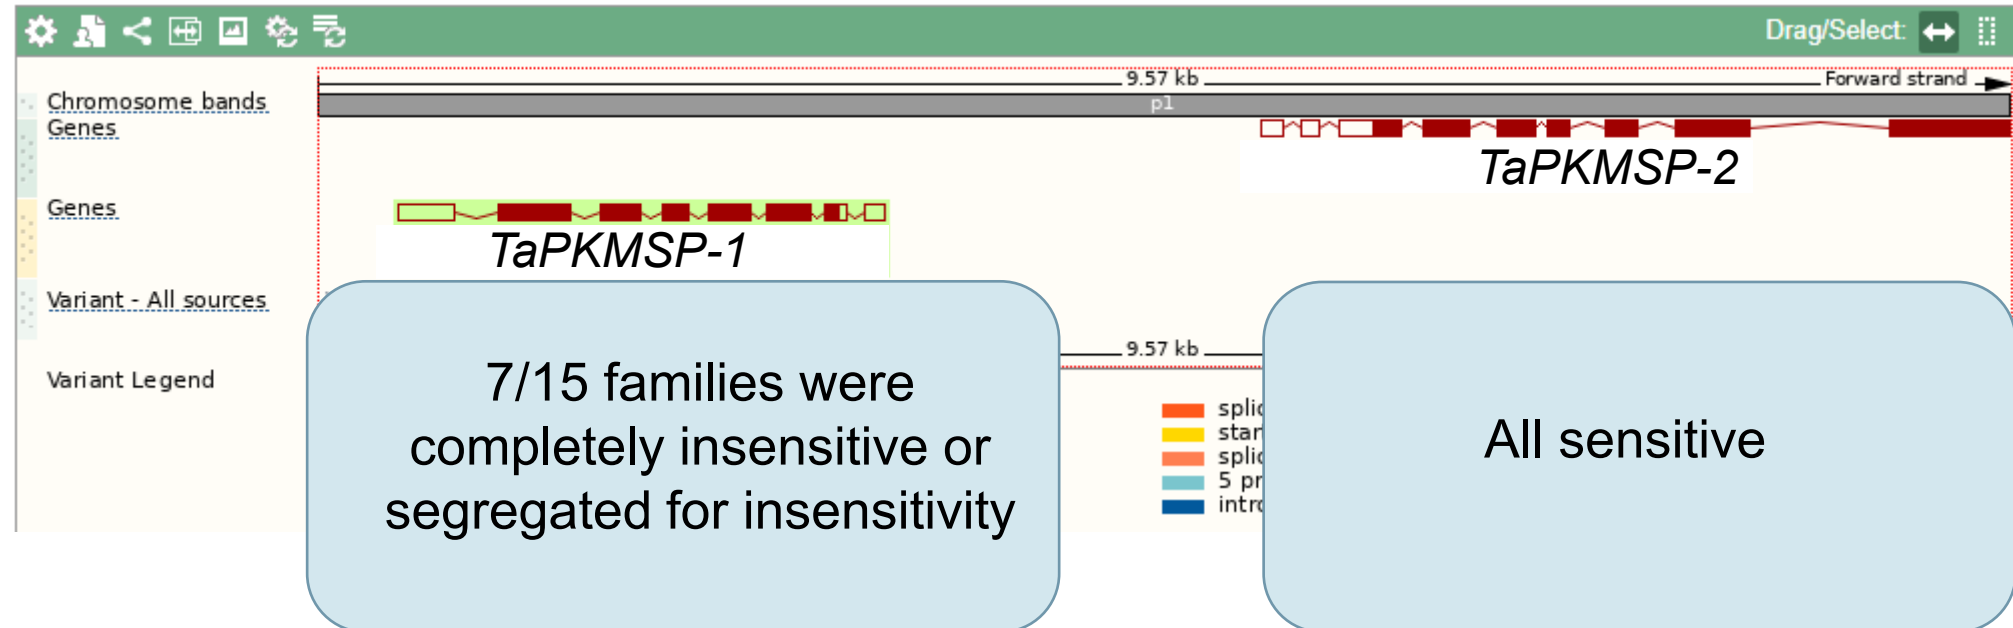 Drag/Select:
9.57 kb
Forward strand
Chromosome bands
p1
Genes
TaPKMSP-2
Genes
TaPKMSP-1
Variant - All sources
9.57 kb
Variant Legend
7/15 families were
completely insensitive or
segregated for insensitivity
All sensitive
5